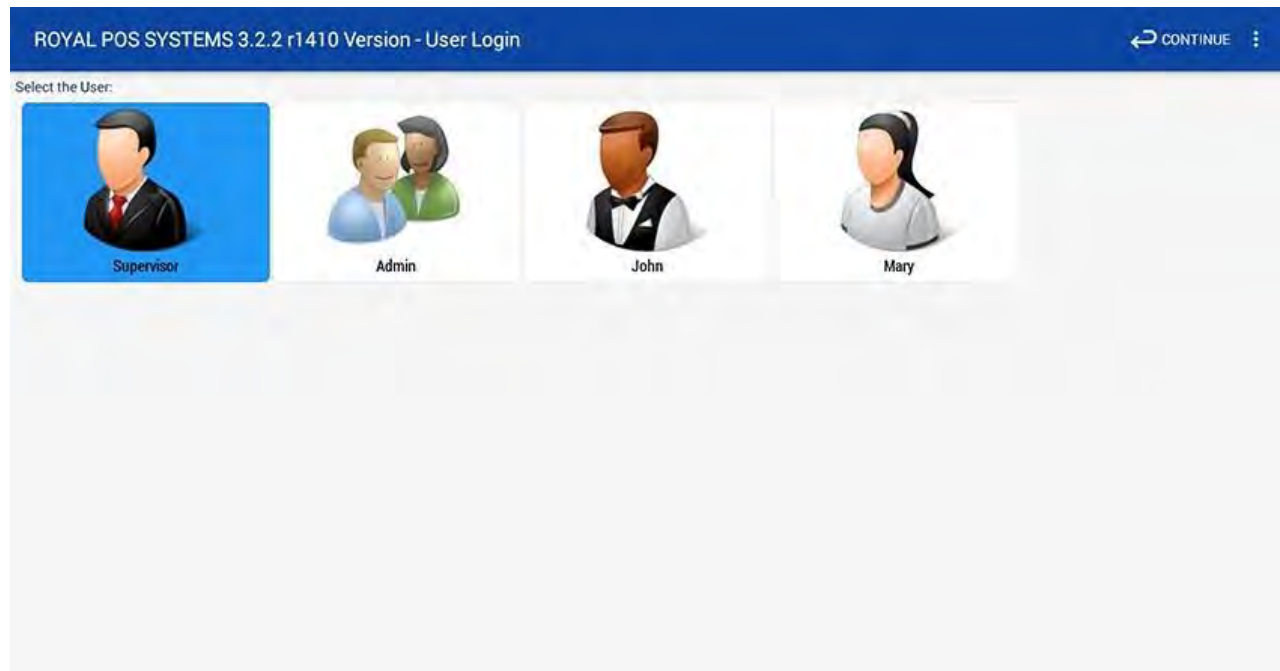 ROYAL POS SYSTEMS 3.2.2 r1410 Version - User Login
CONTINUE
Select the User:
Supervisor
Admin
John
Mary